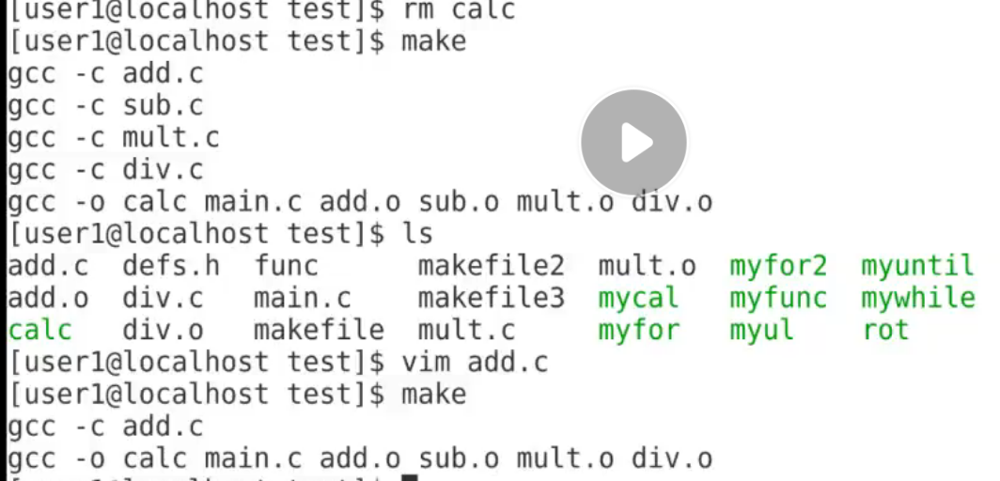 [user1@localhost test]$ rm calc
[user1@localhost test]$ make
gcc -c add.c
gcc -c sub.c
gcc -c mult.c
gcc -c div.c
gcc -o calc main.c add.o sub.o mult.o div.o
[user1@localhost test]$ ls
add.c  defs.h  func      makefile2  mult.o  myfor2  myuntil
add.o  div.c   main.c    makefile3  mycal   myfunc  mywhile
calc   div.o   makefile  mult.c     myfor   myul    rot
[user1@localhost test]$ vim add.c
[user1@localhost test]$ make
gcc -c add.c
gcc -o calc main.c add.o sub.o mult.o div.o